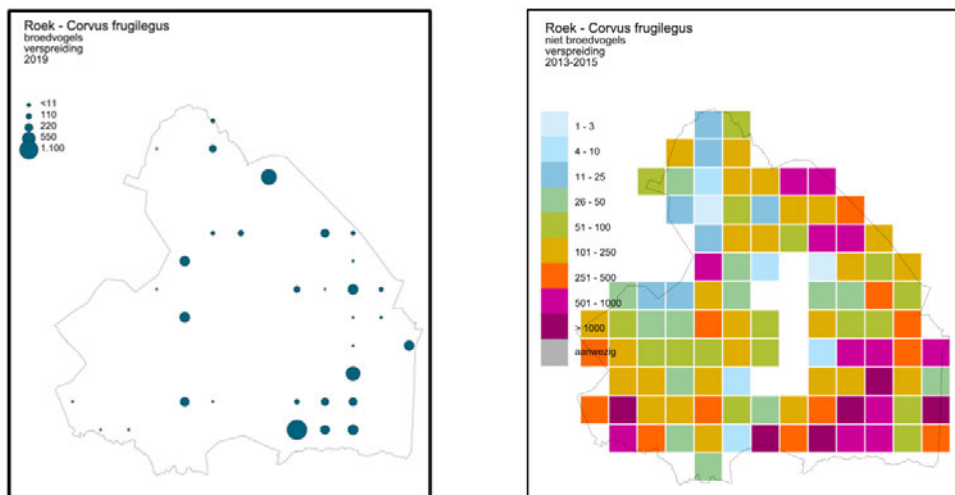 Roek - Corvus frugilegus
broedvogels
verspreiding
2019
<11
110
220
550
1.100
Roek - Corvus frugilegus
niet broedvogels
verspreiding
2013-2015
1 - 3
4 - 10
11 - 25
26 - 50
51 - 100
101 - 250
251 - 500
501 - 1000
> 1000
aanwezig